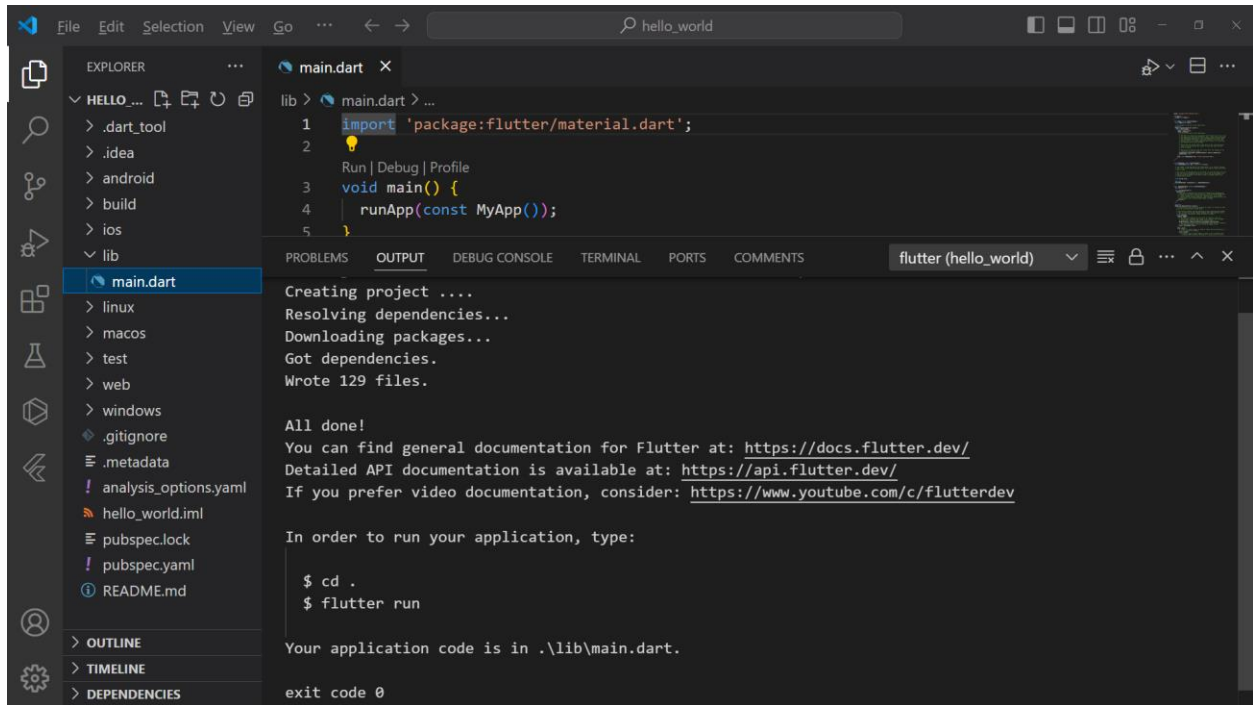 File Edit Selection View Go ... hello_world
EXPLORER ...
HELLO_...
.dart_tool
.idea
android
build
ios
lib
main.dart
linux
macos
test
web
windows
.gitignore
.metadata
analysis_options.yaml
hello_world.iml
pubspec.lock
pubspec.yaml
README.md
OUTLINE
TIMELINE
DEPENDENCIES
main.dart
lib > main.dart > ...
1 import 'package:flutter/material.dart';
2
Run | Debug | Profile
3 void main() {
4 runApp(const MyApp());
5 }
PROBLEMS OUTPUT DEBUG CONSOLE TERMINAL PORTS COMMENTS flutter (hello_world)
Creating project ....
Resolving dependencies...
Downloading packages...
Got dependencies.
Wrote 129 files.
All done!
You can find general documentation for Flutter at: https://docs.flutter.dev/
Detailed API documentation is available at: https://api.flutter.dev/
If you prefer video documentation, consider: https://www.youtube.com/c/flutterdev
In order to run your application, type:
$ cd .
$ flutter run
Your application code is in .\lib\main.dart.
exit code 0